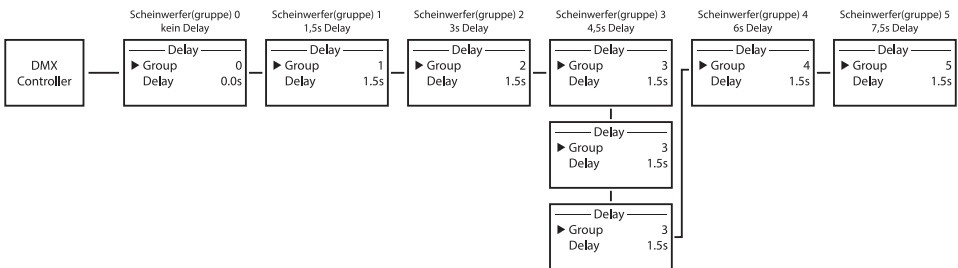 Scheinwerfer(gruppe) 0
kein Delay
Scheinwerfer(gruppe) 1
1,5s Delay
Scheinwerfer(gruppe) 2
3s Delay
Scheinwerfer(gruppe) 3
4,5s Delay
Scheinwerfer(gruppe) 4
6s Delay
Scheinwerfer(gruppe) 5
7,5s Delay
DMX
Controller
Delay
▶ Group 0
Delay 0.0s
Delay
▶ Group 1
Delay 1.5s
Delay
▶ Group 2
Delay 1.5s
Delay
▶ Group 3
Delay 1.5s
Delay
▶ Group 3
Delay 1.5s
Delay
▶ Group 3
Delay 1.5s
Delay
▶ Group 4
Delay 1.5s
Delay
▶ Group 5
Delay 1.5s